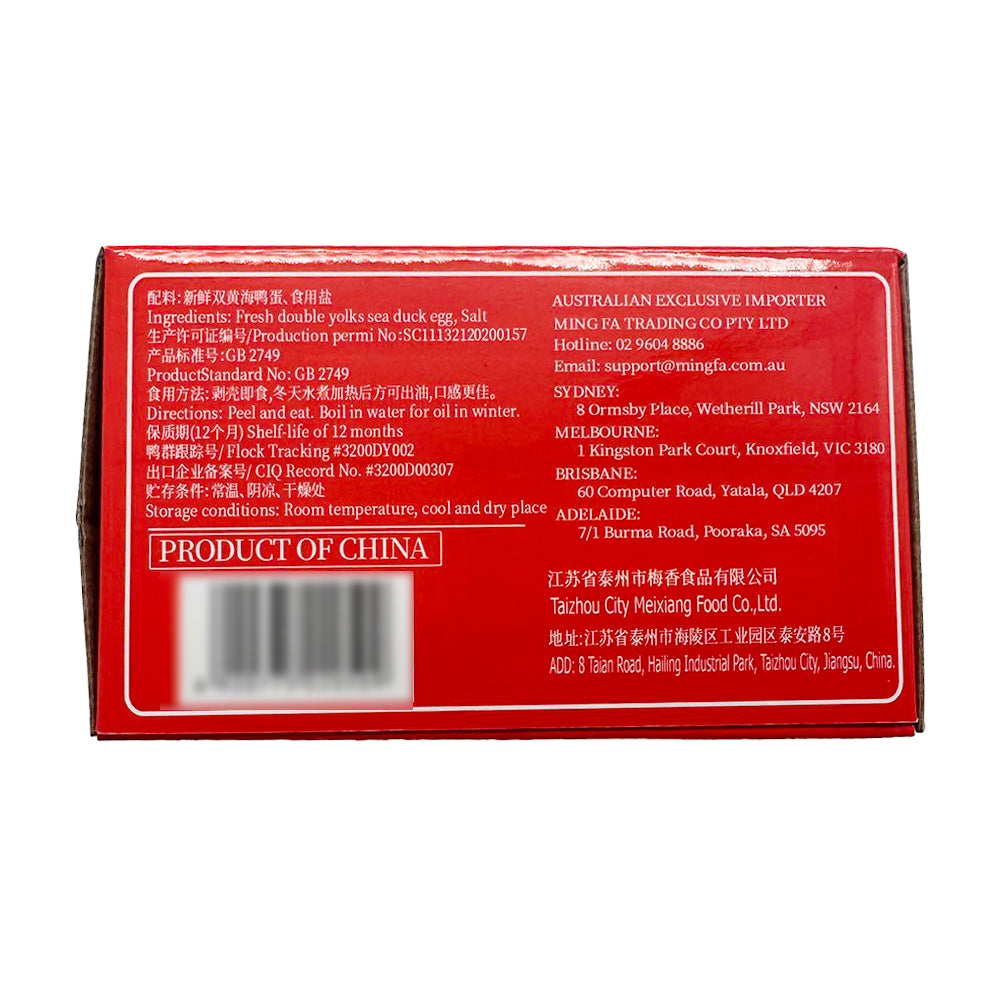 配料:新鲜双黄海鸭蛋、食用盐
Ingredients: Fresh double yolks sea duck egg, Salt
生产许可证编号/Production permi No:SC11132120200157
产品标准号:GB 2749
ProductStandard No: GB 2749
食用方法:剥壳即食,冬天水煮加热后方可出油,口感更佳。
Directions: Peel and eat. Boil in water for oil in winter.
保质期(12个月) Shelf-life of 12 months
鸭群跟踪号/ Flock Tracking #3200DY002
出口企业备案号/ CIQ Record No. #3200D00307
贮存条件:常温、阴凉、干燥处
Storage conditions: Room temperature, cool and dry place
PRODUCT OF CHINA
AUSTRALIAN EXCLUSIVE IMPORTER
MING FA TRADING CO PTY LTD
Hotline: 02 9604 8886
Email: support@mingfa.com.au
SYDNEY:
8 Ormsby Place, Wetherill Park, NSW 2164
MELBOURNE:
1 Kingston Park Court, Knoxfield, VIC 3180
BRISBANE:
60 Computer Road, Yatala, QLD 4207
ADELAIDE:
7/1 Burma Road, Pooraka, SA 5095
江苏省泰州市梅香食品有限公司
Taizhou City Meixiang Food Co.,Ltd.
地址:江苏省泰州市海陵区工业园区泰安路8号
ADD: 8 Taian Road, Hailing Industrial Park, Taizhou City, Jiangsu, China.